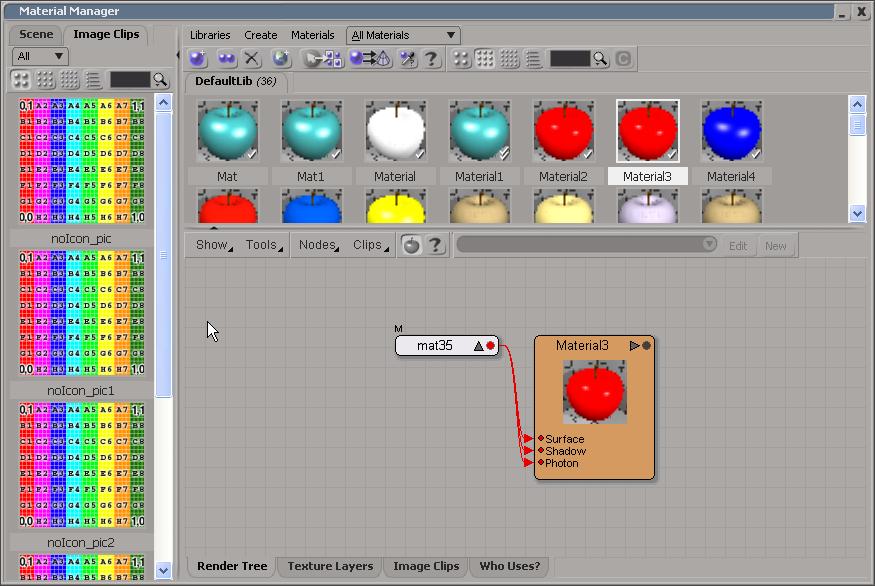 Material Manager
Scene Image Clips
All
Libraries Create Materials All Materials
DefaultLib (36)
Mat Mat1 Material Material1 Material2 Material3 Material4
Show Tools Nodes Clips Edit New
noIcon_pic
noIcon_pic1
noIcon_pic2
M
mat35
Material3
Surface
Shadow
Photon
Render Tree Texture Layers Image Clips Who Uses?